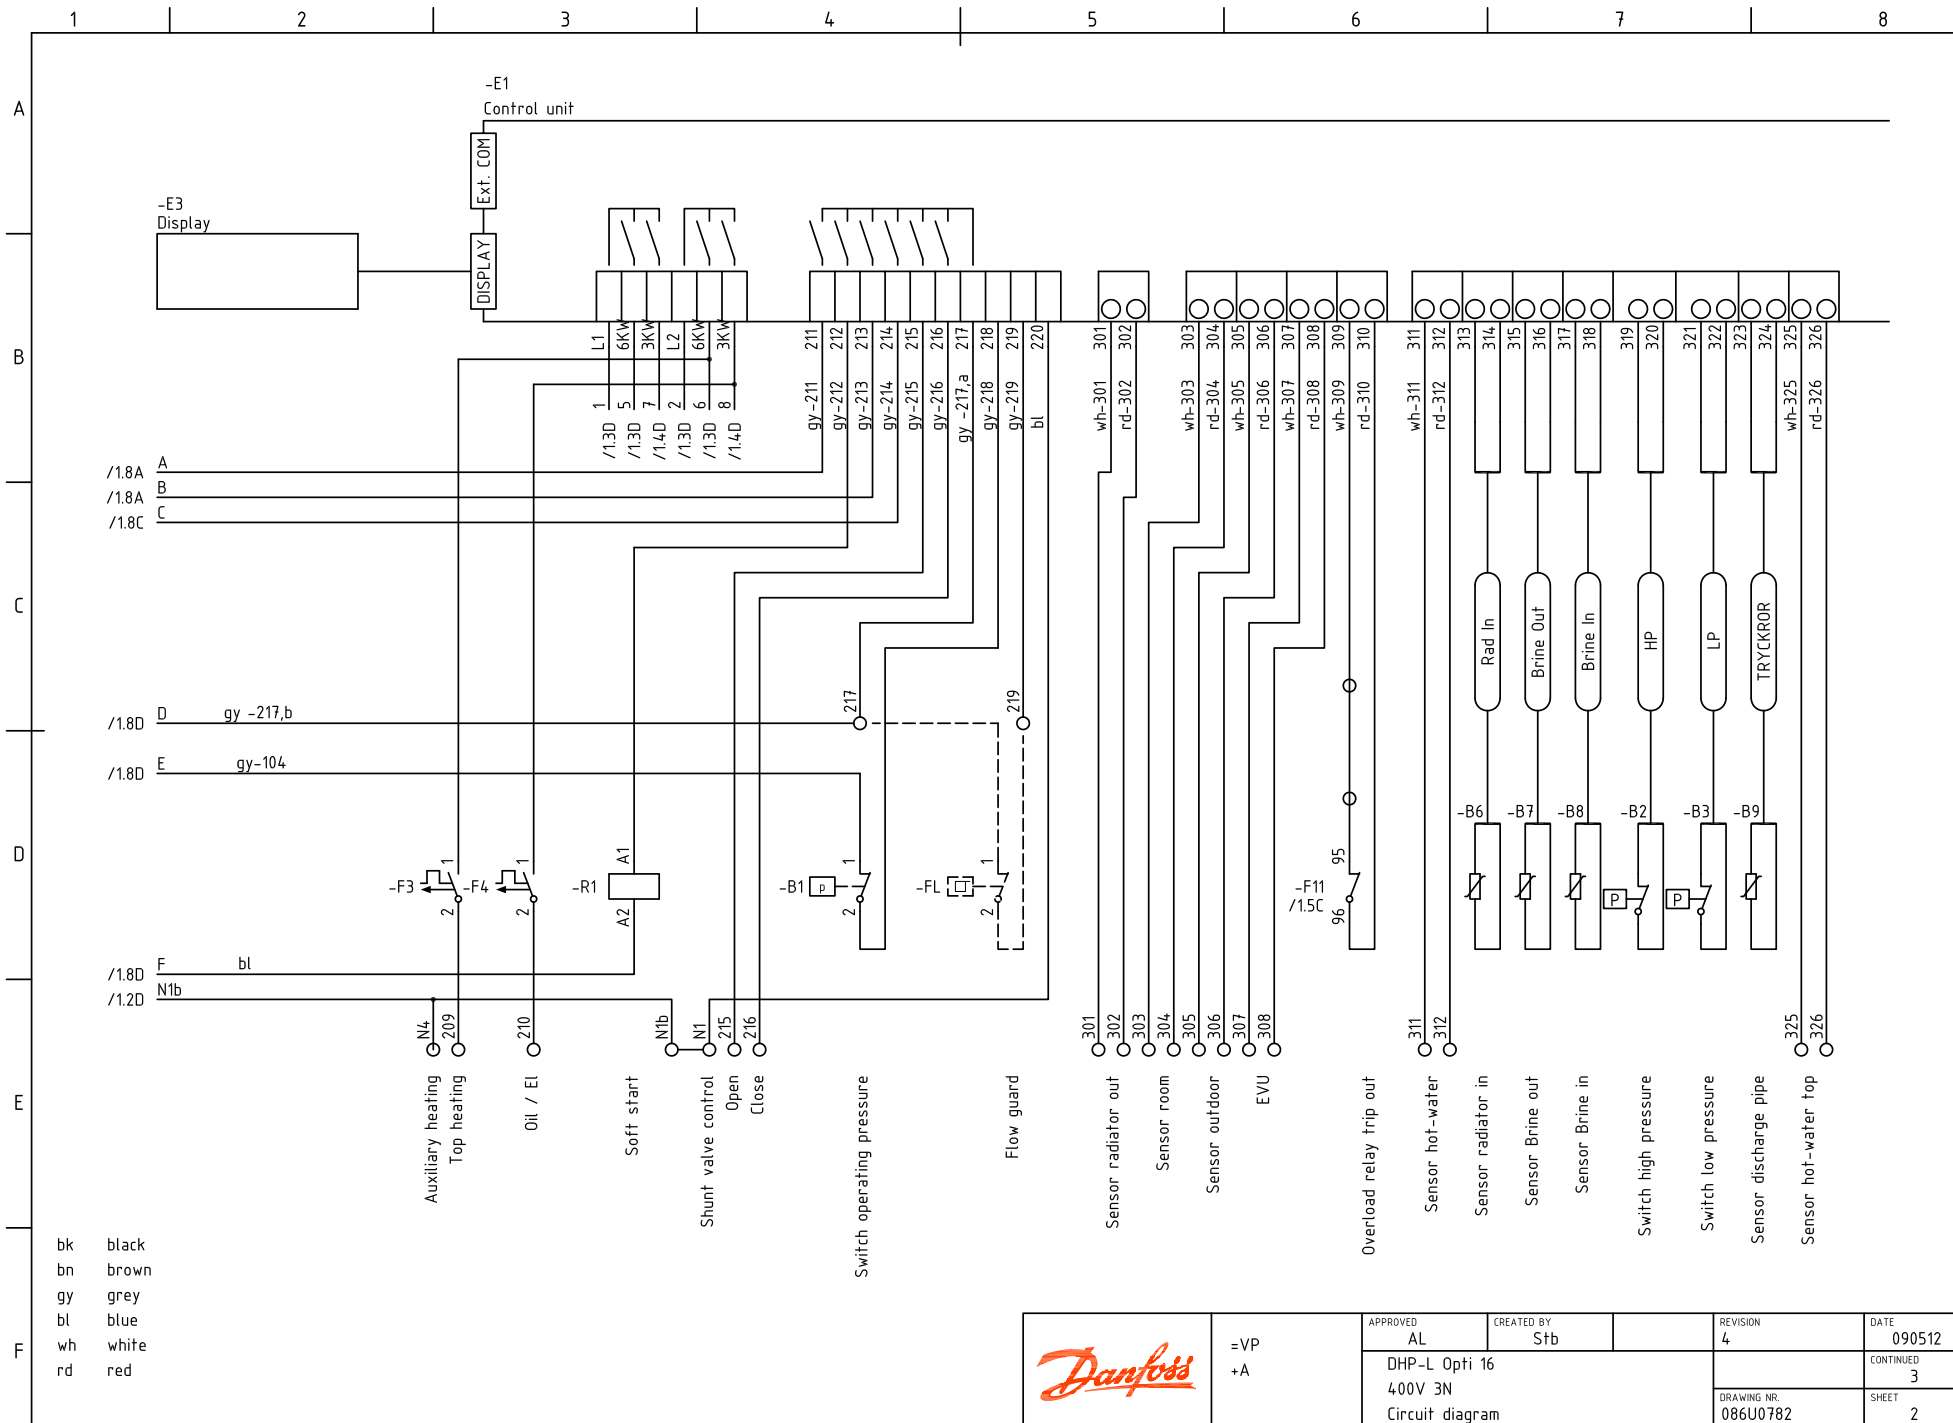 1 2 3 4 5 6 7 8
A
B
C
D
E
F
-E1
Control unit
Ext. COM
DISPLAY
-E3
Display
L1 6KW 3KW L2 6KW 3KW
1 5 7 2 6 8
/1.3D /1.3D /1.4D /1.3D /1.3D /1.4D
211 212 213 214 215 216 217 218 219 220
gy-211 gy-212 gy-213 gy-214 gy-215 gy-216 gy -217,a gy-218 gy-219 bl
301 302 303 304 305 306 307 308 309 310
wh-301 rd-302 wh-303 rd-304 wh-305 rd-306 wh-307 rd-308 wh-309 rd-310
311 312 313 314 315 316 317 318 319 320 321 322 323 324 325 326
wh-311 rd-312 wh-325 rd-326
/1.8A A
/1.8A B
/1.8C C
Rad In
Brine Out
Brine In
HP
LP
TRYCKROR
/1.8D D gy -217,b 217 219
/1.8D E gy-104
-B6 -B7 -B8 -B2 -B3 -B9
-F3 1 2
-F4 1 2
-R1 A1 A2
-B1 p 1 2
-FL 1 2
-F11
/1.5C
95 96
P P
/1.8D F bl
/1.2D N1b
N4 209 210 N1b N1 215 216
301 302 303 304 305 306 307 308
311 312 325 326
Auxiliary heating
Top heating
Oil / El
Soft start
Shunt valve control
Open
Close
Switch operating pressure
Flow guard
Sensor radiator out
Sensor room
Sensor outdoor
EVU
Overload relay trip out
Sensor hot-water
Sensor radiator in
Sensor Brine out
Sensor Brine in
Switch high pressure
Switch low pressure
Sensor discharge pipe
Sensor hot-water top
bk black
bn brown
gy grey
bl blue
wh white
rd red
Danfoss
=VP
+A
APPROVED
AL
CREATED BY
Stb
REVISION
4
DATE
090512
DHP-L Opti 16
400V 3N
Circuit diagram
CONTINUED
3
DRAWING NR.
086U0782
SHEET
2